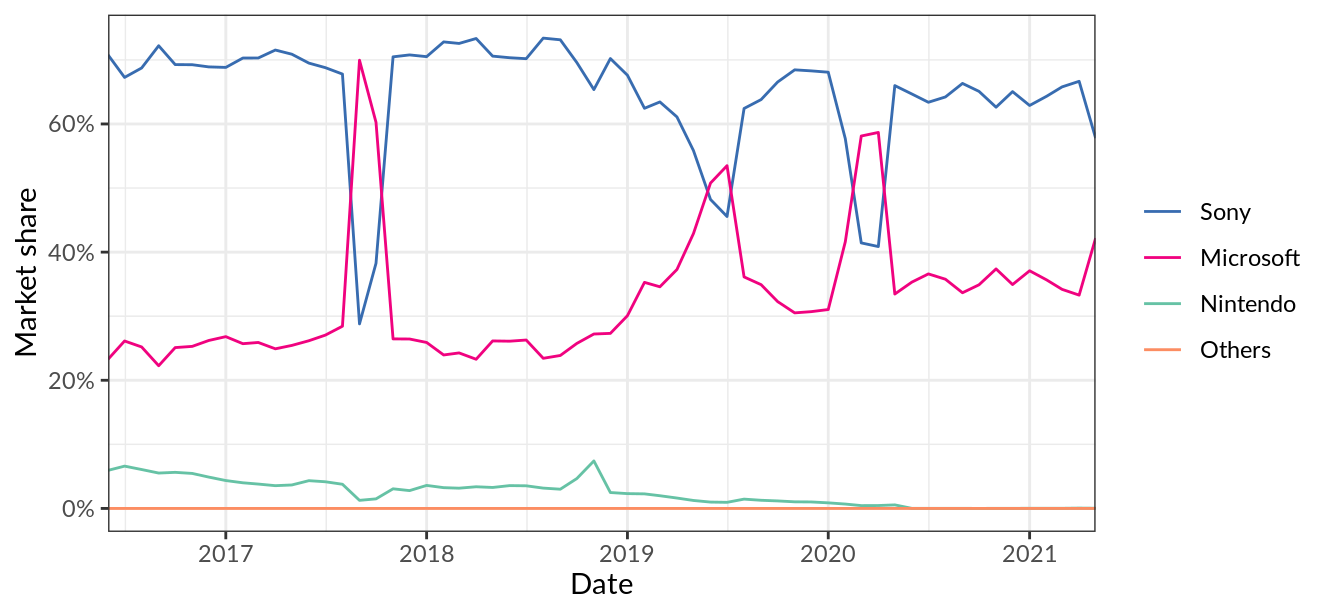 60%
40%
20%
0%
Market share
2017 2018 2019 2020 2021
Date
Sony
Microsoft
Nintendo
Others